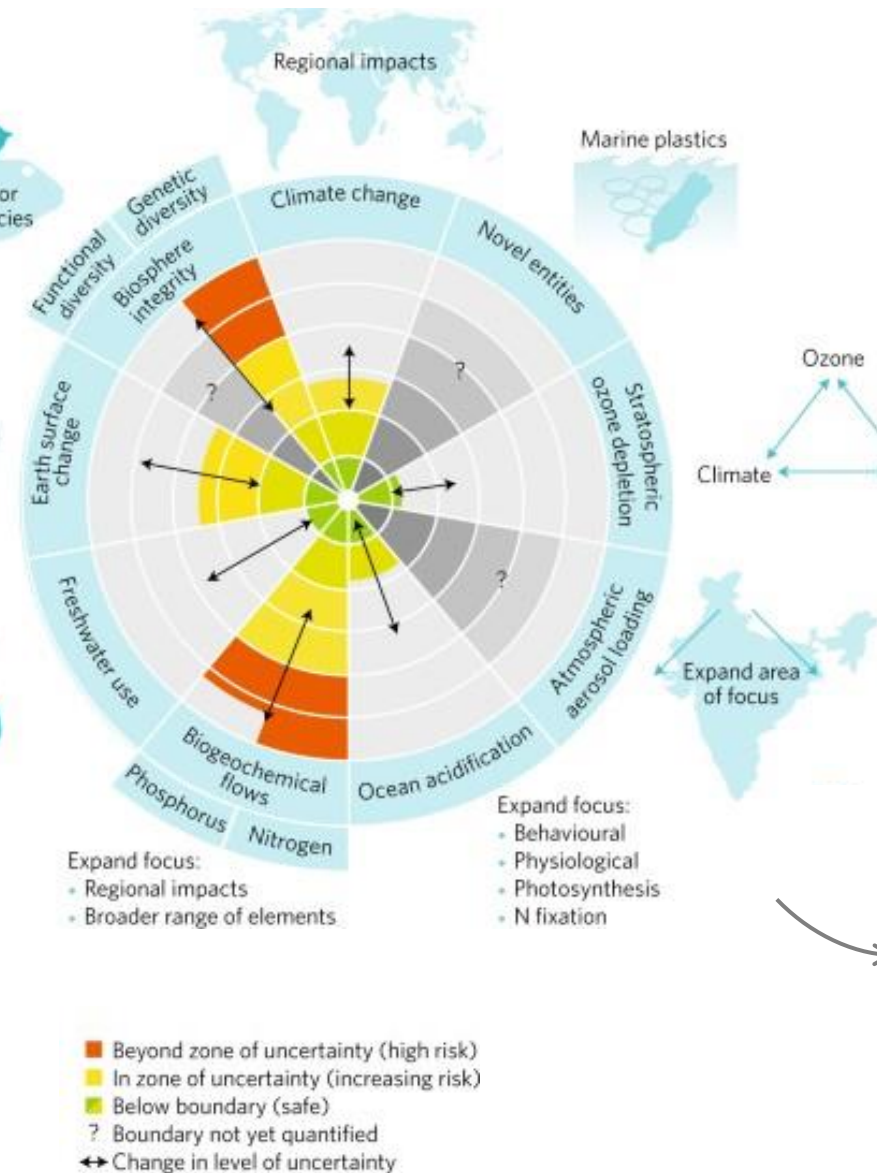 Regional impacts
Marine plastics
or
cies
Genetic
diversity
Functional
diversity
Climate change
Biosphere
integrity
Novel entities
?
?
Ozone
Stratospheric
ozone depletion
Earth surface
change
Climate
?
Freshwater use
Atmospheric
aerosol loading
Expand area
of focus
Biogeochemical
flows
Ocean acidification
Phosphorus
Nitrogen
Expand focus:
• Regional impacts
• Broader range of elements
Expand focus:
• Behavioural
• Physiological
• Photosynthesis
• N fixation
Beyond zone of uncertainty (high risk)
In zone of uncertainty (increasing risk)
Below boundary (safe)
? Boundary not yet quantified
Change in level of uncertainty